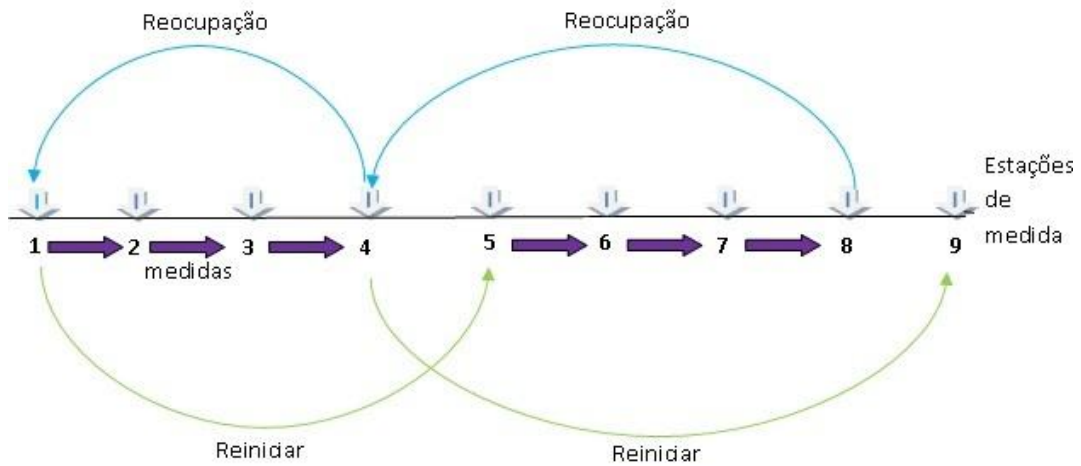 Reocupação
Reocupação
Estações
de
medida
1 2 3 4 5 6 7 8 9
medidas
Reiniciar
Reiniciar